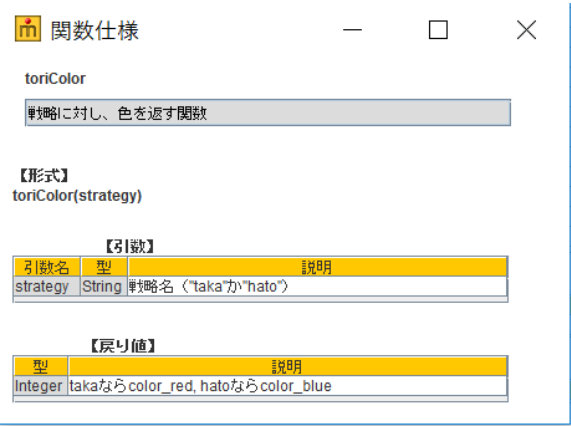 関数仕様
toriColor
戦略に対し、色を返す関数
【形式】
toriColor(strategy)
【引数】
引数名 型 説明
strategy String 戦略名（"taka"か"hato"）
【戻り値】
型 説明
Integer takaならcolor_red, hatoならcolor_blue